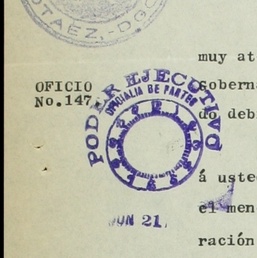 OTAEZ,-DGO
muy at
OFICIO
No.147.
Goberna
do deb
PODER EJECUTIVO
OFICIALIA DE PARTES
á uste
JUN 21.
el men
ración